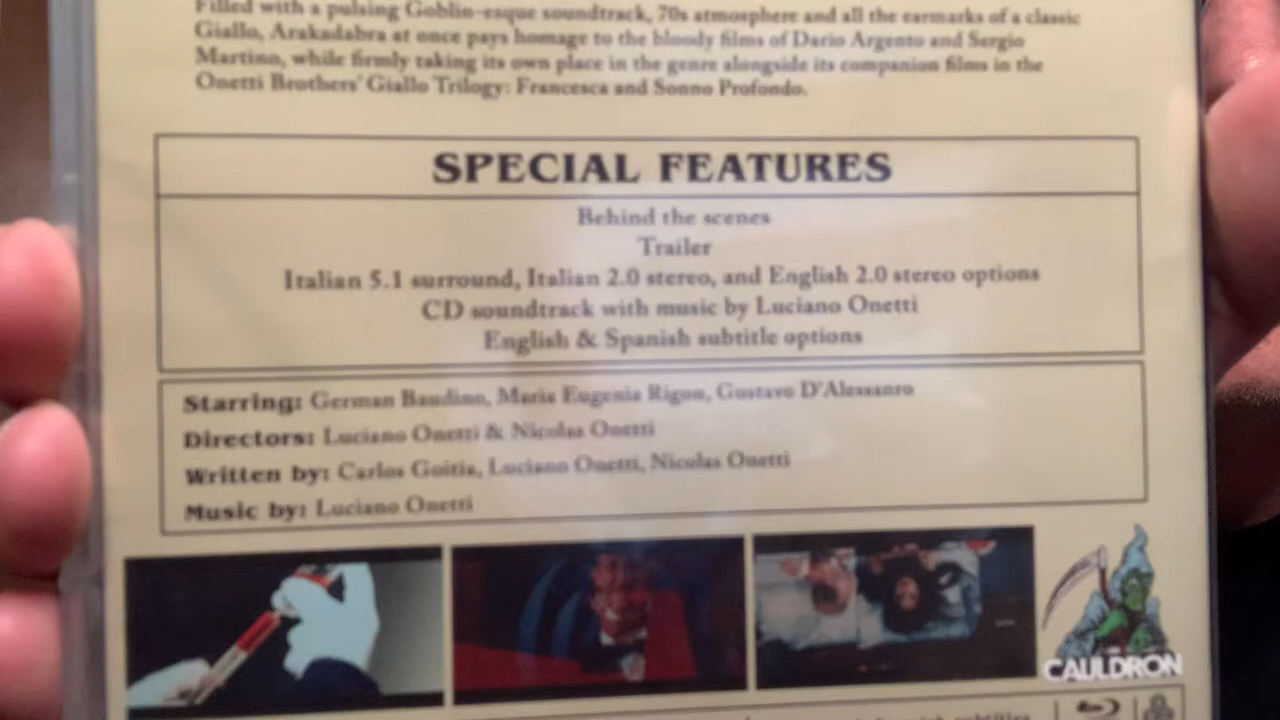 Filled with a pulsing Goblin-esque soundtrack, 70s atmosphere and all the earmarks of a classic
Giallo, Arakadabra at once pays homage to the bloody films of Dario Argento and Sergio
Martino, while firmly taking its own place in the genre alongside its companion films in the
Onetti Brothers' Giallo Trilogy: Francesca and Sonno Profondo.
SPECIAL FEATURES
Behind the scenes
Trailer
Italian 5.1 surround, Italian 2.0 stereo, and English 2.0 stereo options
CD soundtrack with music by Luciano Onetti
English & Spanish subtitle options
Starring: German Baudino, Maria Eugenia Rigon, Gustavo D'Alessanro
Directors: Luciano Onetti & Nicolas Onetti
Written by: Carlos Goitia, Luciano Onetti, Nicolas Onetti
Music by: Luciano Onetti
CAULDRON
subtitles